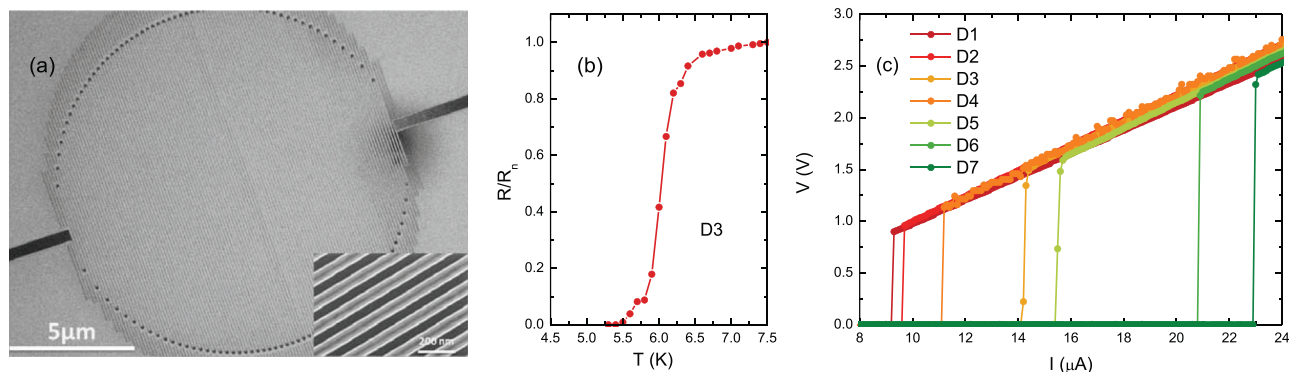 (a)
5μm
200 nm
(b)
R/Rn
1.0
0.8
0.6
0.4
0.2
0.0
D3
4.5 5.0 5.5 6.0 6.5 7.0 7.5
T (K)
(c)
V (V)
3.0
2.5
2.0
1.5
1.0
0.5
0.0
D1
D2
D3
D4
D5
D6
D7
8 10 12 14 16 18 20 22 24
I (μA)